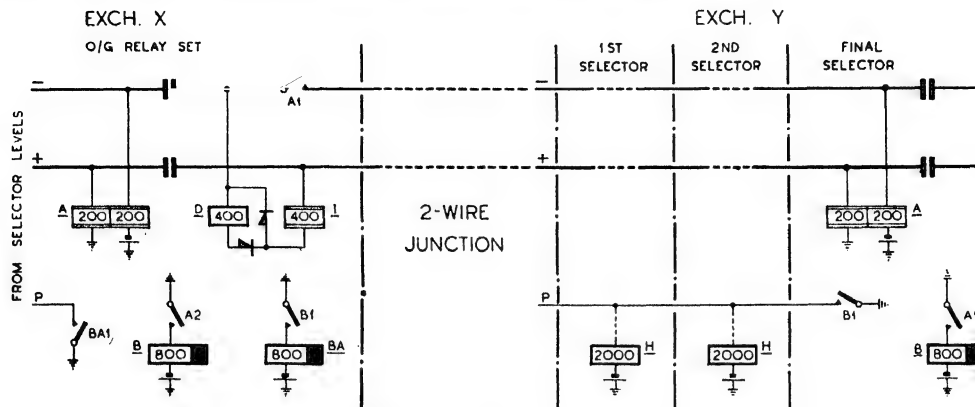 EXCH. X
EXCH. Y
O/G RELAY SET
1ST SELECTOR
2ND SELECTOR
FINAL SELECTOR
FROM SELECTOR LEVELS
−
A1
−
+
+
A 200 200
D 400
400 I
2-WIRE JUNCTION
200 200 A
P
BA1
A2
B1
P
B1
B 800
800 BA
2000 H
2000 H
B 800